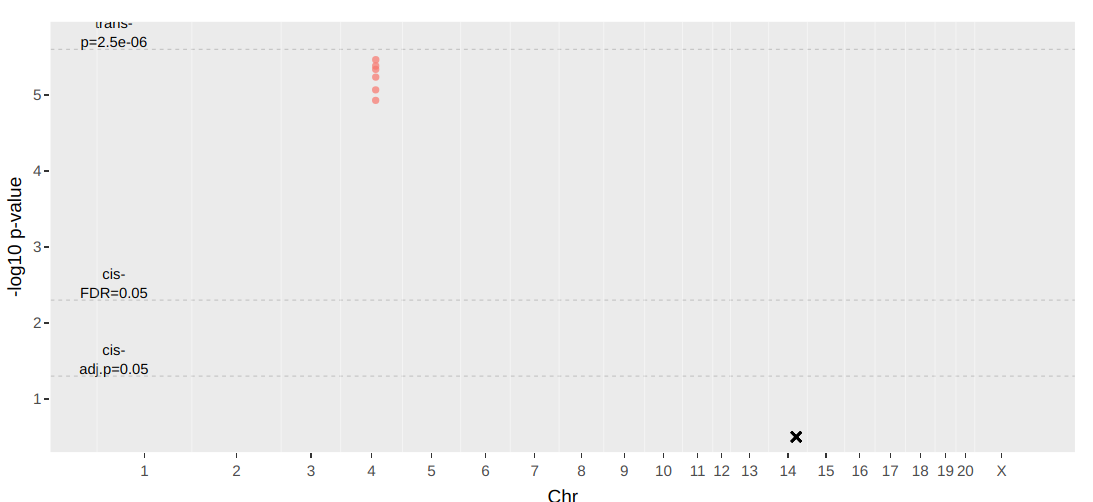 trans-
p=2.5e-06
5
4
3
2
1
-log10 p-value
cis-
FDR=0.05
cis-
adj.p=0.05
1 2 3 4 5 6 7 8 9 10 11 12 13 14 15 16 17 18 19 20 X
Chr